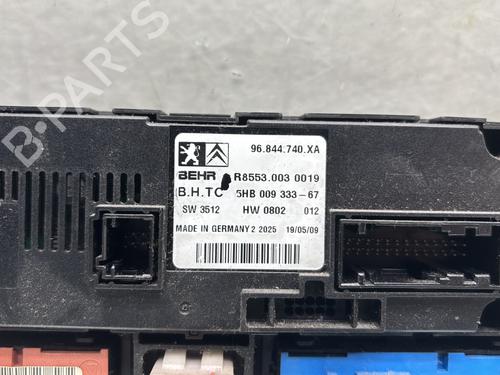 B-PARTS
96.844.740.XA
BEHR R8553.003 0019
B.H.TC 5HB 009 333-67
SW 3512 HW 0802 012
MADE IN GERMANY 2 2025 19/05/09